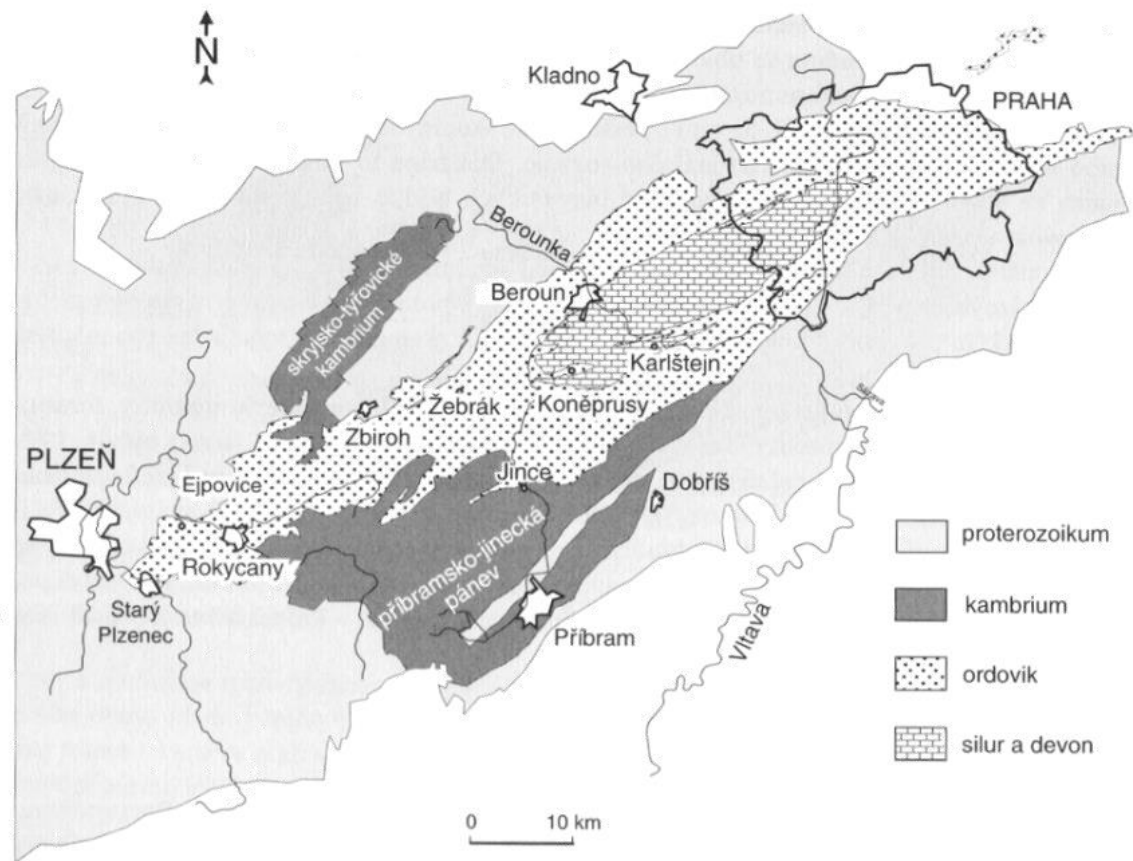 N
Kladno
PRAHA
Berounka
Beroun
skryjsko-týřovické
kambrium
Karlštejn
Žebrák
Koněprusy
Zbiroh
PLZEŇ
Ejpovice
Jince
Dobříš
Rokycany
příbramsko-jinecká
pánev
Starý
Plzenec
Příbram
Vltava
proterozoikum
kambrium
ordovik
silur a devon
0 10 km